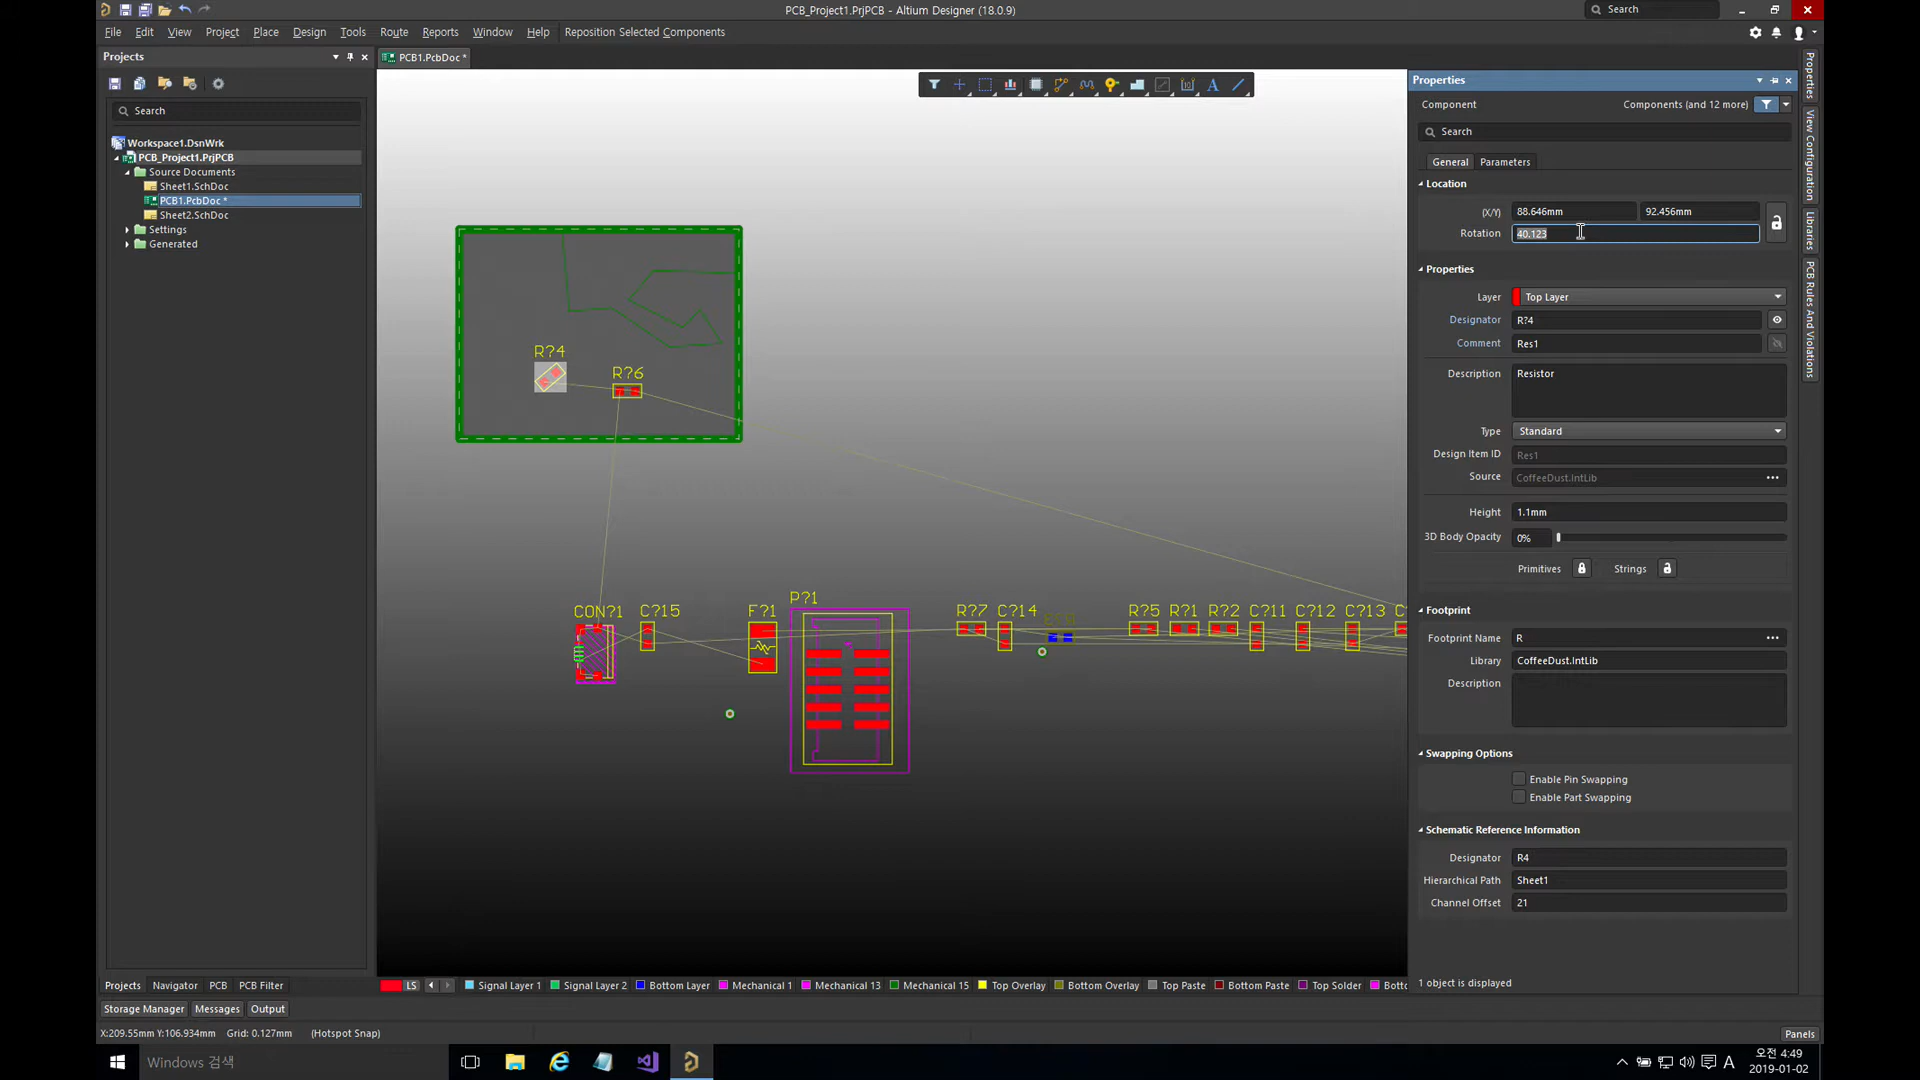 PCB_Project1.PrjPCB - Altium Designer (18.0.9)
Search
File Edit View Project Place Design Tools Route Reports Window Help Reposition Selected Components
Projects
PCB1.PcbDoc *
Search
Workspace1.DsnWrk
PCB_Project1.PrjPCB
Source Documents
Sheet1.SchDoc
PCB1.PcbDoc *
Sheet2.SchDoc
Settings
Generated
R?4
R?6
CON?1 C?15 F?1 P?1 R?7 C?14 R?5 R?1 R?2 C?11 C?12 C?13
Properties
Component Components (and 12 more)
Search
General Parameters
Location
(X/Y) 88.646mm 92.456mm
Rotation 40.123
Properties
Layer Top Layer
Designator R?4
Comment Res1
Description Resistor
Type Standard
Design Item ID Res1
Source CoffeeDust.IntLib
Height 1.1mm
3D Body Opacity 0%
Primitives Strings
Footprint
Footprint Name R
Library CoffeeDust.IntLib
Description
Swapping Options
Enable Pin Swapping
Enable Part Swapping
Schematic Reference Information
Designator R4
Hierarchical Path Sheet1
Channel Offset 21
1 object is displayed
Properties
View Configuration
Libraries
PCB Rules And Violations
Projects Navigator PCB PCB Filter
LS Signal Layer 1 Signal Layer 2 Bottom Layer Mechanical 1 Mechanical 13 Mechanical 15 Top Overlay Bottom Overlay Top Paste Bottom Paste Top Solder Botto
Storage Manager Messages Output
X:209.55mm Y:106.934mm Grid: 0.127mm (Hotspot Snap)
Panels
Windows 검색
A
오전 4:49
2019-01-02